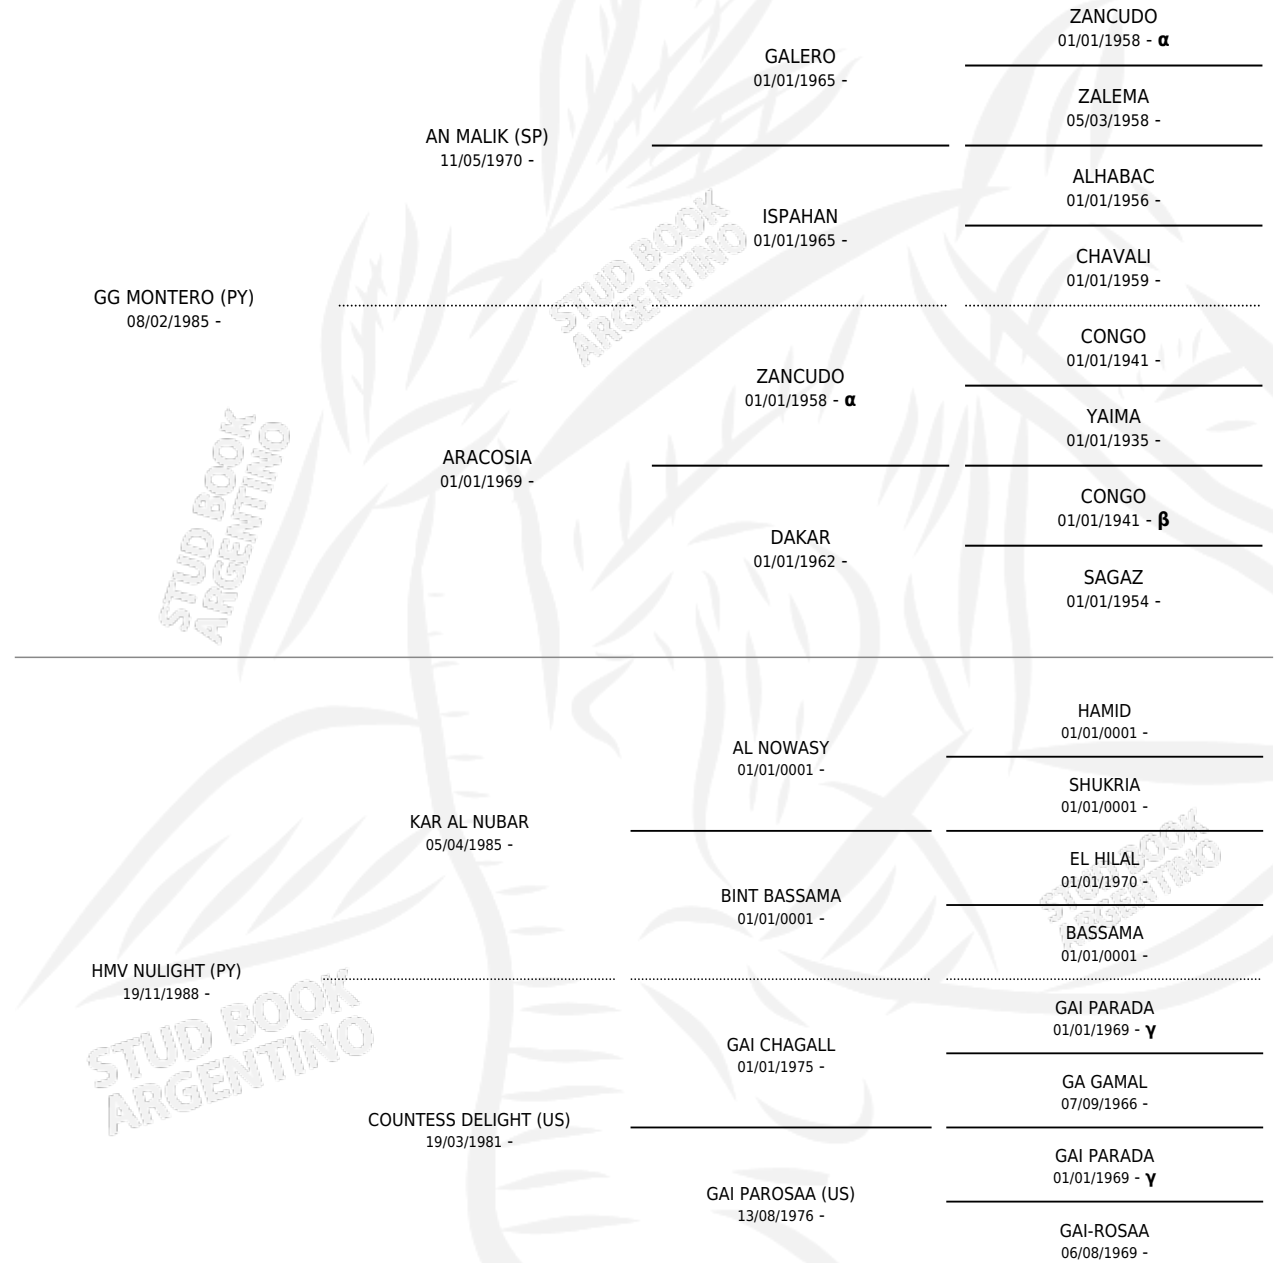 ZANCUDO
01/01/1958 - α
GALERO
01/01/1965 -
ZALEMA
05/03/1958 -
AN MALIK (SP)
11/05/1970 -
ALHABAC
01/01/1956 -
ISPAHAN
01/01/1965 -
CHAVALI
01/01/1959 -
GG MONTERO (PY)
08/02/1985 -
CONGO
01/01/1941 -
ZANCUDO
01/01/1958 - α
YAIMA
01/01/1935 -
ARACOSIA
01/01/1969 -
CONGO
01/01/1941 - β
DAKAR
01/01/1962 -
SAGAZ
01/01/1954 -
HAMID
01/01/0001 -
AL NOWASY
01/01/0001 -
SHUKRIA
01/01/0001 -
KAR AL NUBAR
05/04/1985 -
EL HILAL
01/01/1970 -
BINT BASSAMA
01/01/0001 -
BASSAMA
01/01/0001 -
HMV NULIGHT (PY)
19/11/1988 -
GAI PARADA
01/01/1969 - γ
GAI CHAGALL
01/01/1975 -
GA GAMAL
07/09/1966 -
COUNTESS DELIGHT (US)
19/03/1981 -
GAI PARADA
01/01/1969 - γ
GAI PAROSAA (US)
13/08/1976 -
GAI-ROSAA
06/08/1969 -
STUD BOOK
ARGENTINO
STUD BOOK
ARGENTINO
STUD BOOK
ARGENTINO
STUD BOOK
ARGENTINO